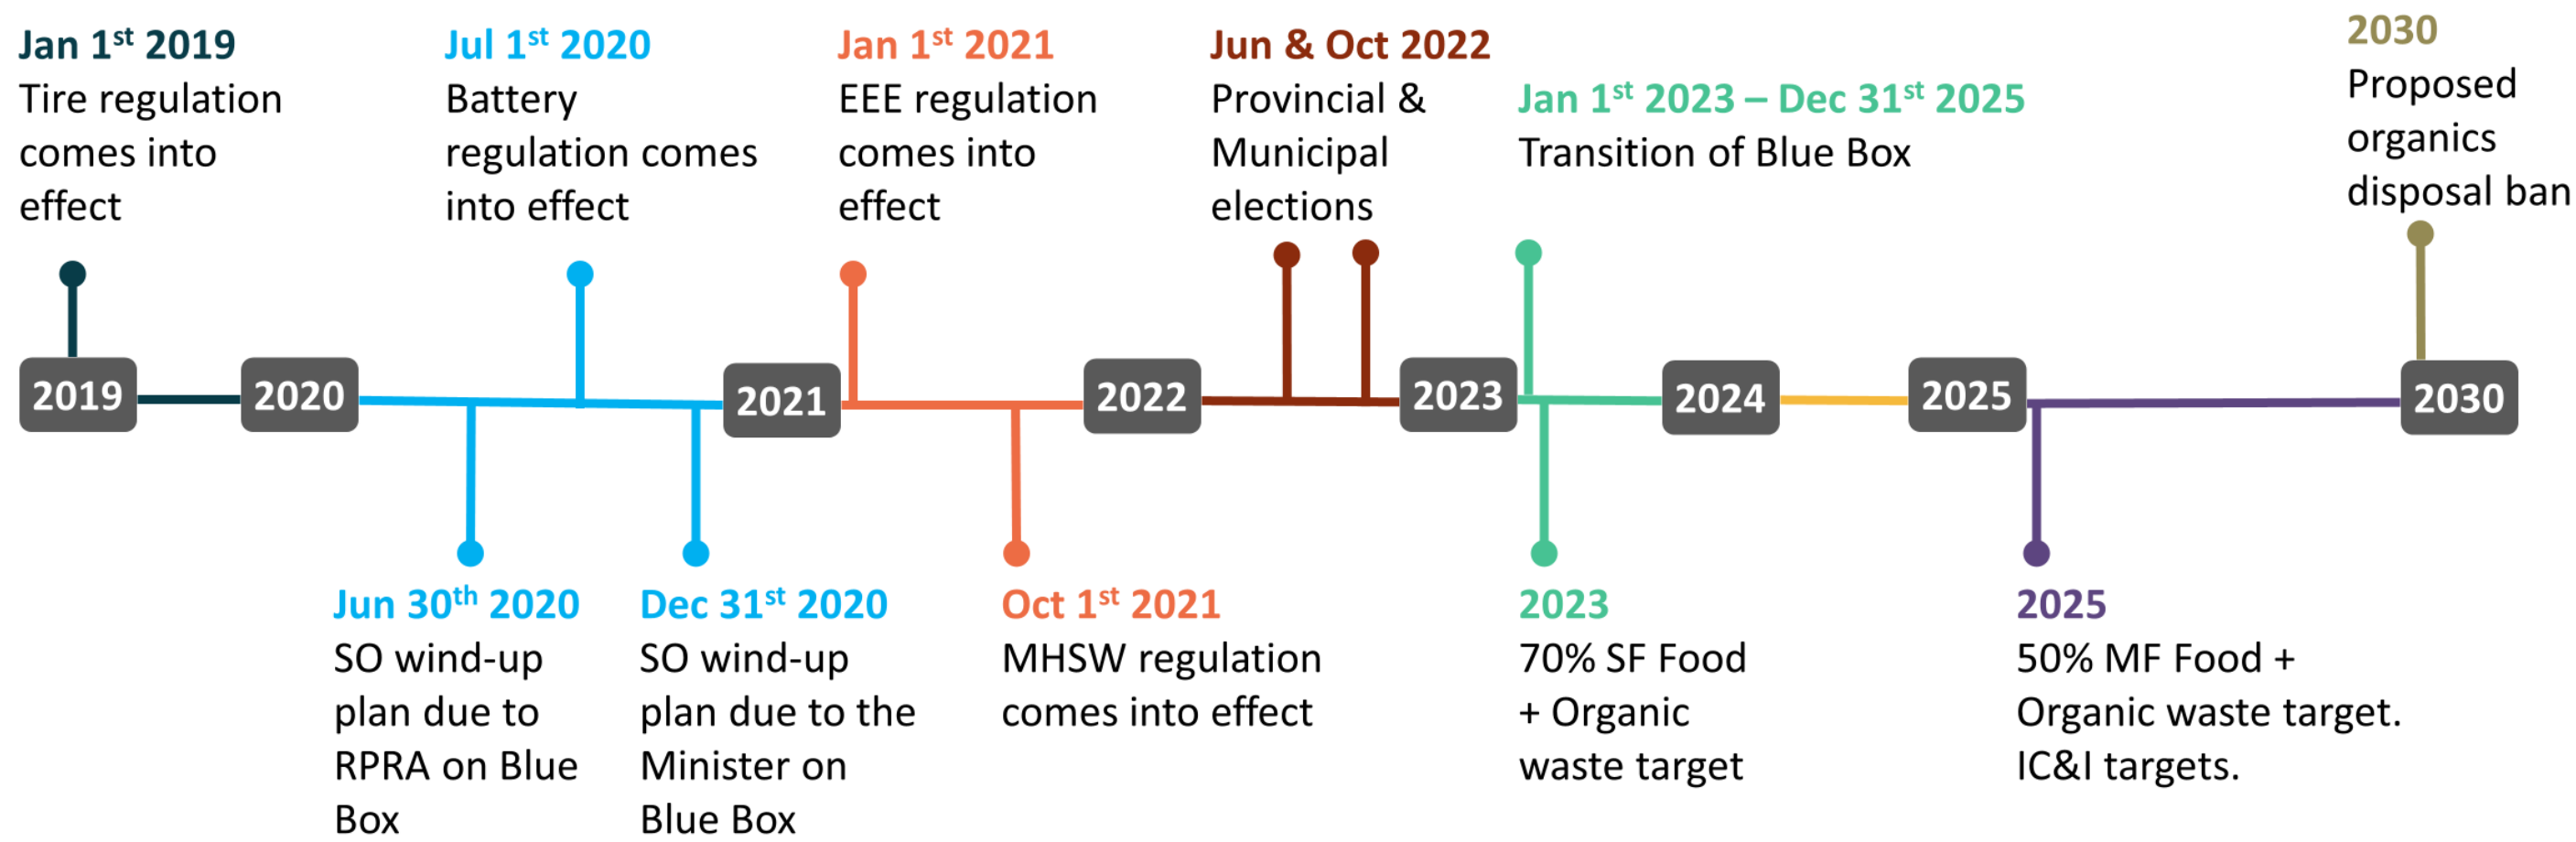 Jan 1st 2019
Tire regulation
comes into
effect
Jul 1st 2020
Battery
regulation comes
into effect
Jan 1st 2021
EEE regulation
comes into
effect
Jun & Oct 2022
Provincial &
Municipal
elections
Jan 1st 2023 – Dec 31st 2025
Transition of Blue Box
2030
Proposed
organics
disposal ban
2019
2020
2021
2022
2023
2024
2025
2030
Jun 30th 2020
SO wind-up
plan due to
RPRA on Blue
Box
Dec 31st 2020
SO wind-up
plan due to the
Minister on
Blue Box
Oct 1st 2021
MHSW regulation
comes into effect
2023
70% SF Food
+ Organic
waste target
2025
50% MF Food +
Organic waste target.
IC&I targets.